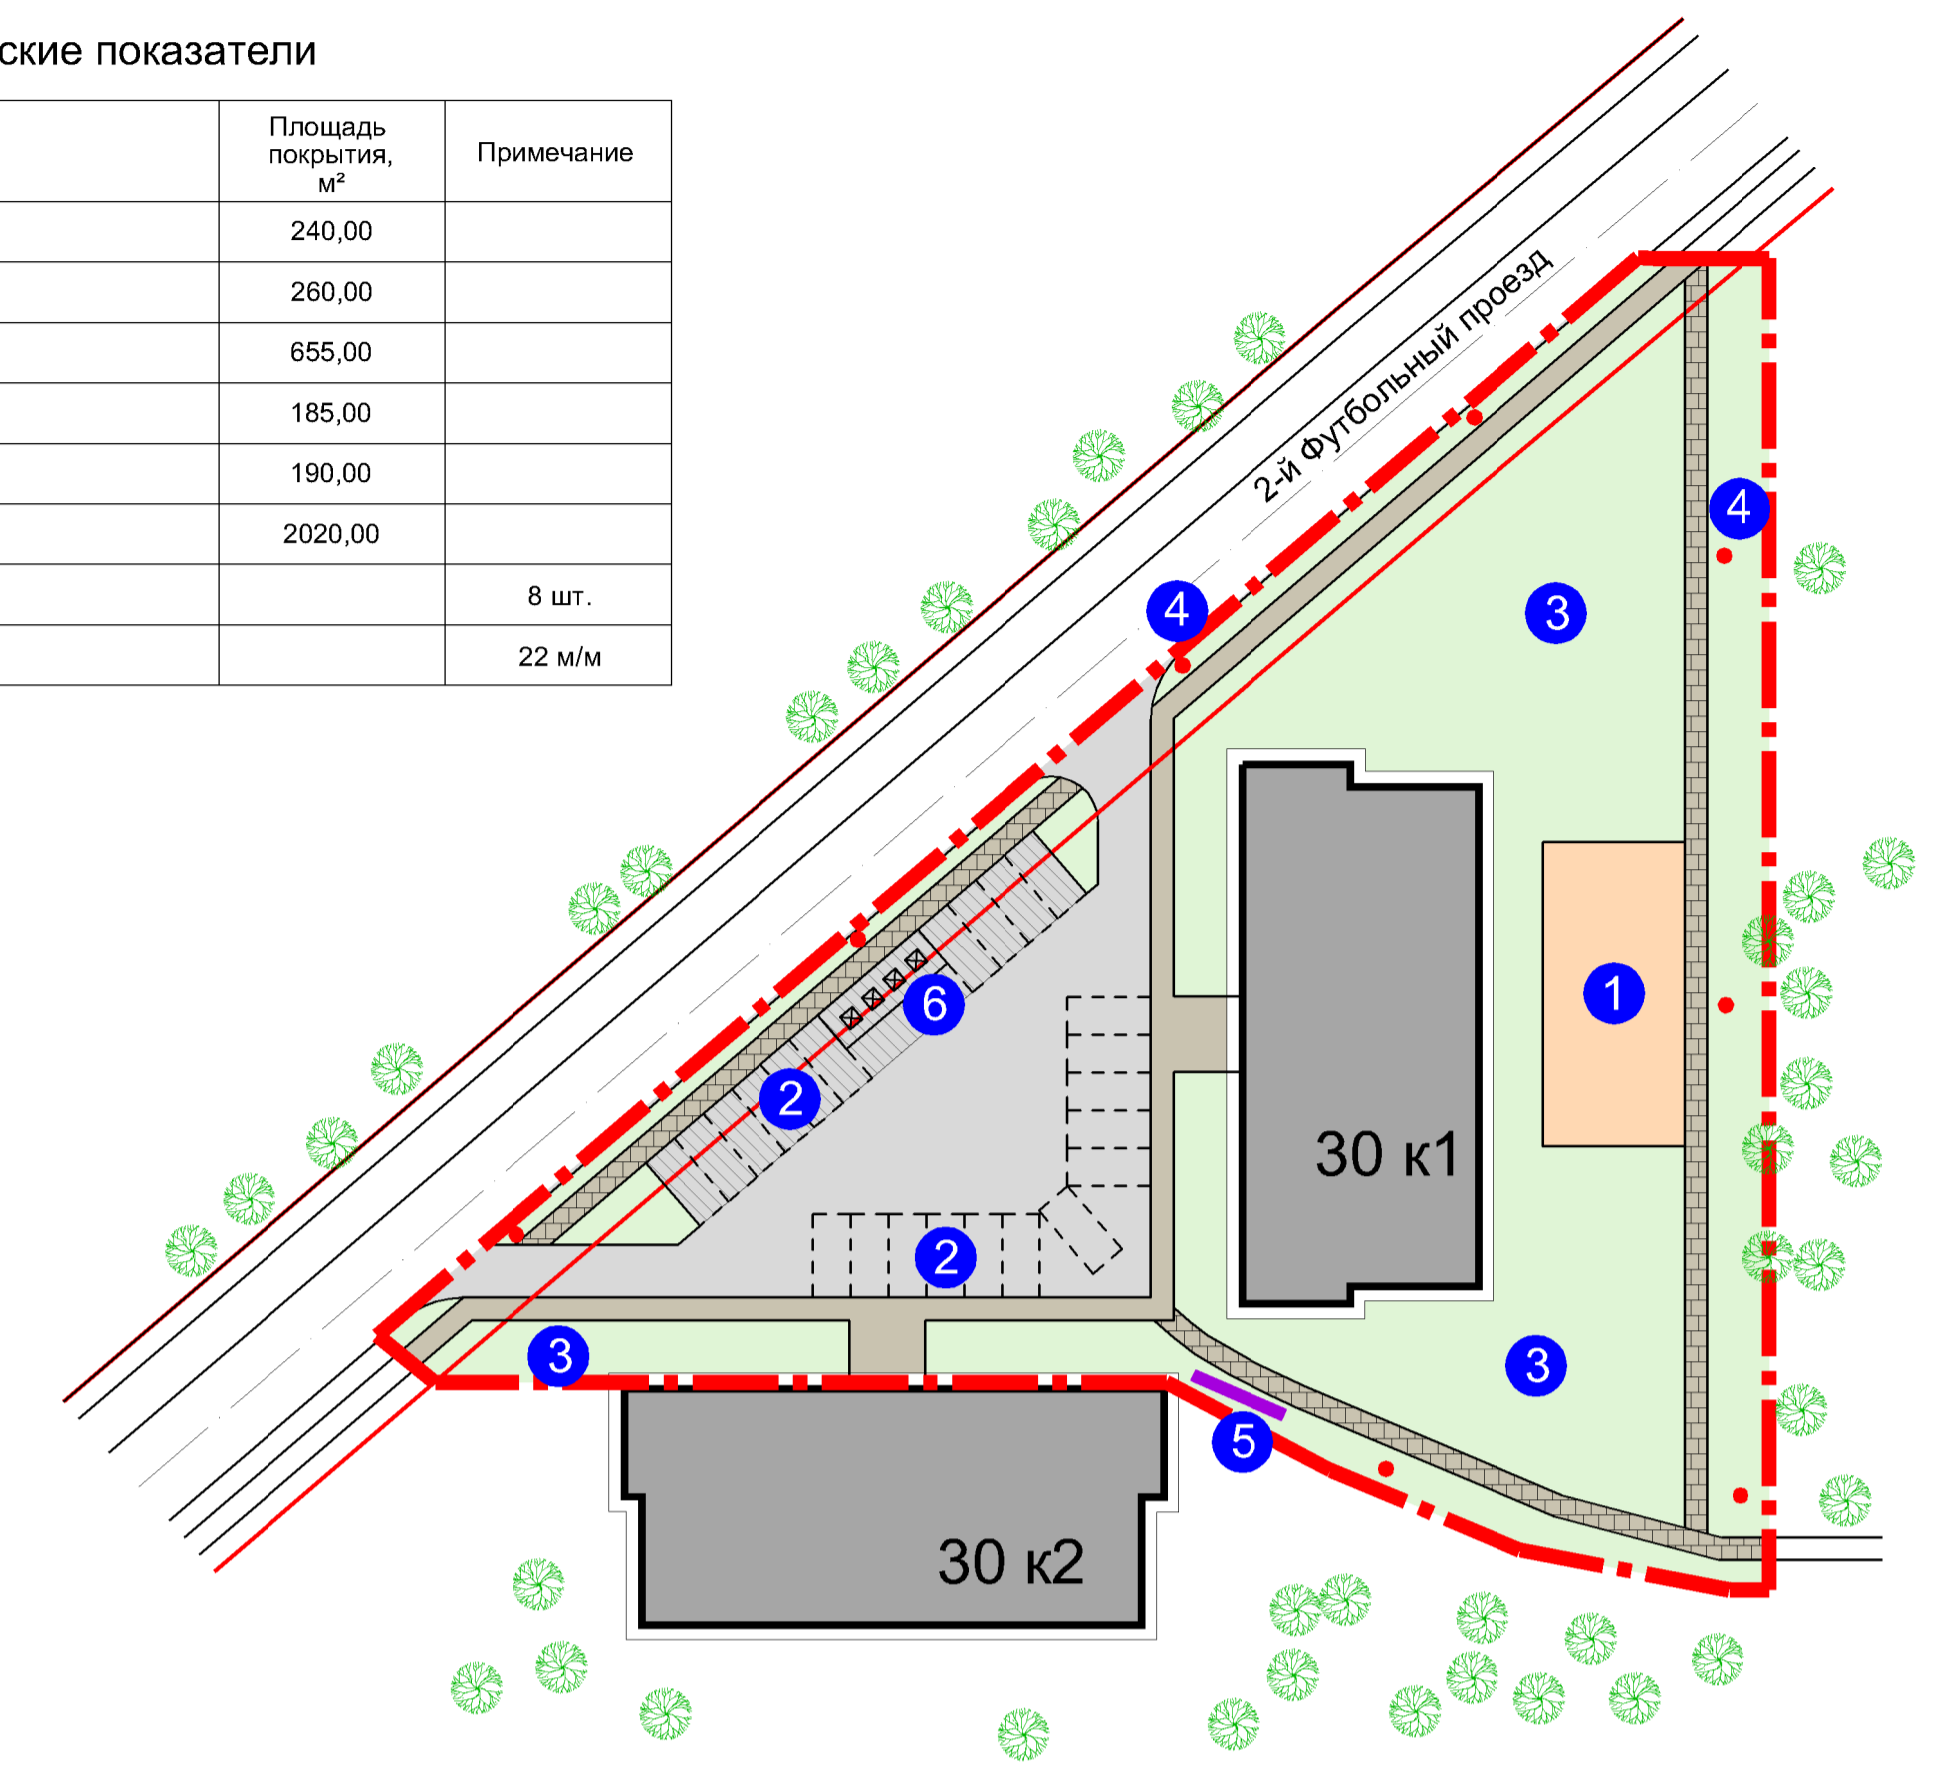 ские показатели
Площадь
покрытия,
м²
Примечание
240,00
260,00
655,00
185,00
190,00
2020,00
8 шт.
22 м/м
2-й Футбольный проезд
4
4
3
1
6
2
30 к1
2
3
3
5
30 к2